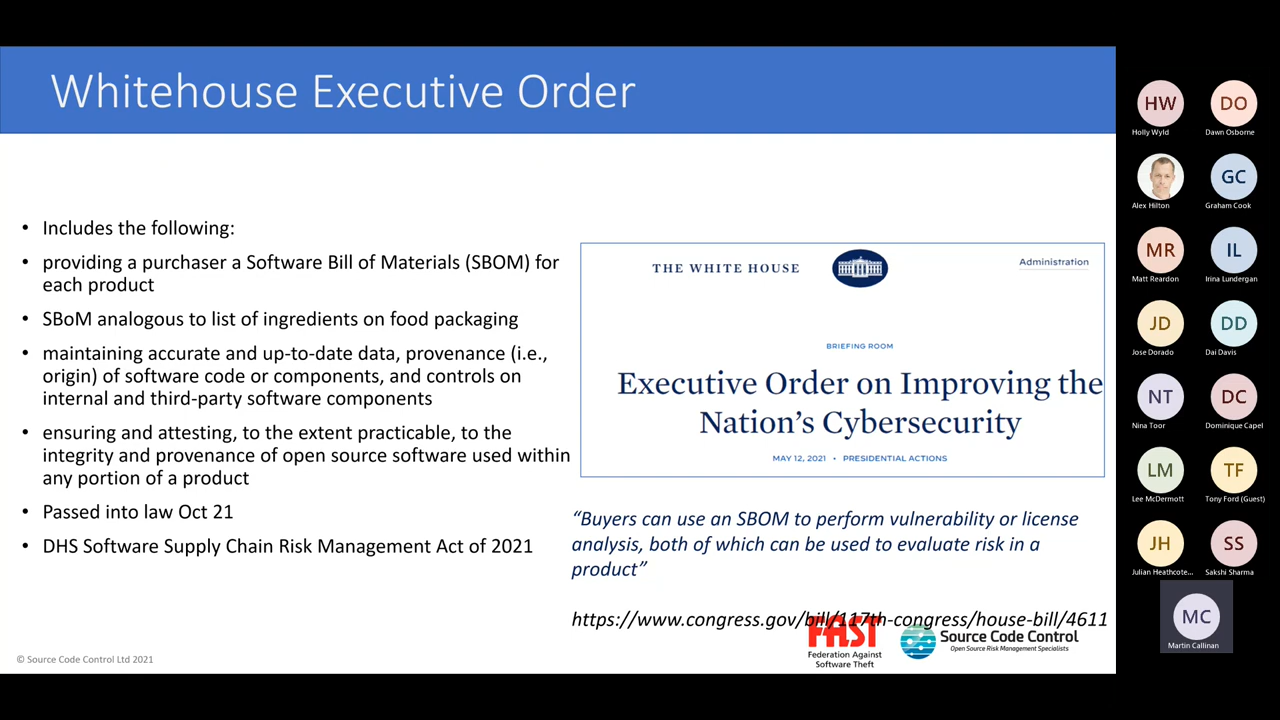 Whitehouse Executive Order
• Includes the following:
• providing a purchaser a Software Bill of Materials (SBOM) for
each product
• SBoM analogous to list of ingredients on food packaging
• maintaining accurate and up-to-date data, provenance (i.e.,
origin) of software code or components, and controls on
internal and third-party software components
• ensuring and attesting, to the extent practicable, to the
integrity and provenance of open source software used within
any portion of a product
• Passed into law Oct 21
• DHS Software Supply Chain Risk Management Act of 2021
THE WHITE HOUSE
Administration
BRIEFING ROOM
Executive Order on Improving the
Nation’s Cybersecurity
MAY 12, 2021 • PRESIDENTIAL ACTIONS
“Buyers can use an SBOM to perform vulnerability or license
analysis, both of which can be used to evaluate risk in a
product”
https://www.congress.gov/bill/117th-congress/house-bill/4611
FAST
Federation Against
Software Theft
Source Code Control
Open Source Risk Management Specialists
© Source Code Control Ltd 2021
HW
Holly Wyld
DO
Dawn Osborne
Alex Hilton
GC
Graham Cook
MR
Matt Reardon
IL
Irina Lundergan
JD
Jose Dorado
DD
Dai Davis
NT
Nina Toor
DC
Dominique Capel
LM
Lee McDermott
TF
Tony Ford (Guest)
JH
Julian Heathcote...
SS
Sakshi Sharma
MC
Martin Callinan